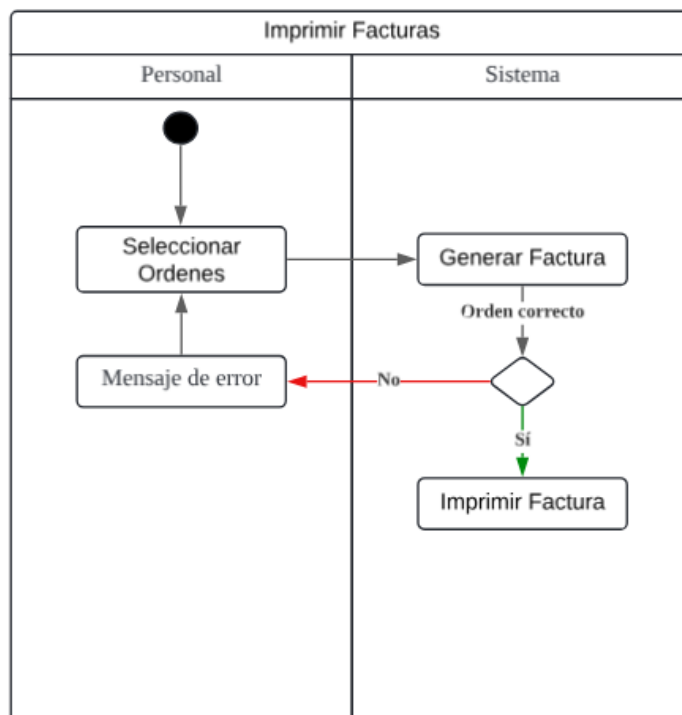 Imprimir Facturas
Personal
Sistema
Seleccionar
Ordenes
Generar Factura
Orden correcto
Mensaje de error
No
Sí
Imprimir Factura